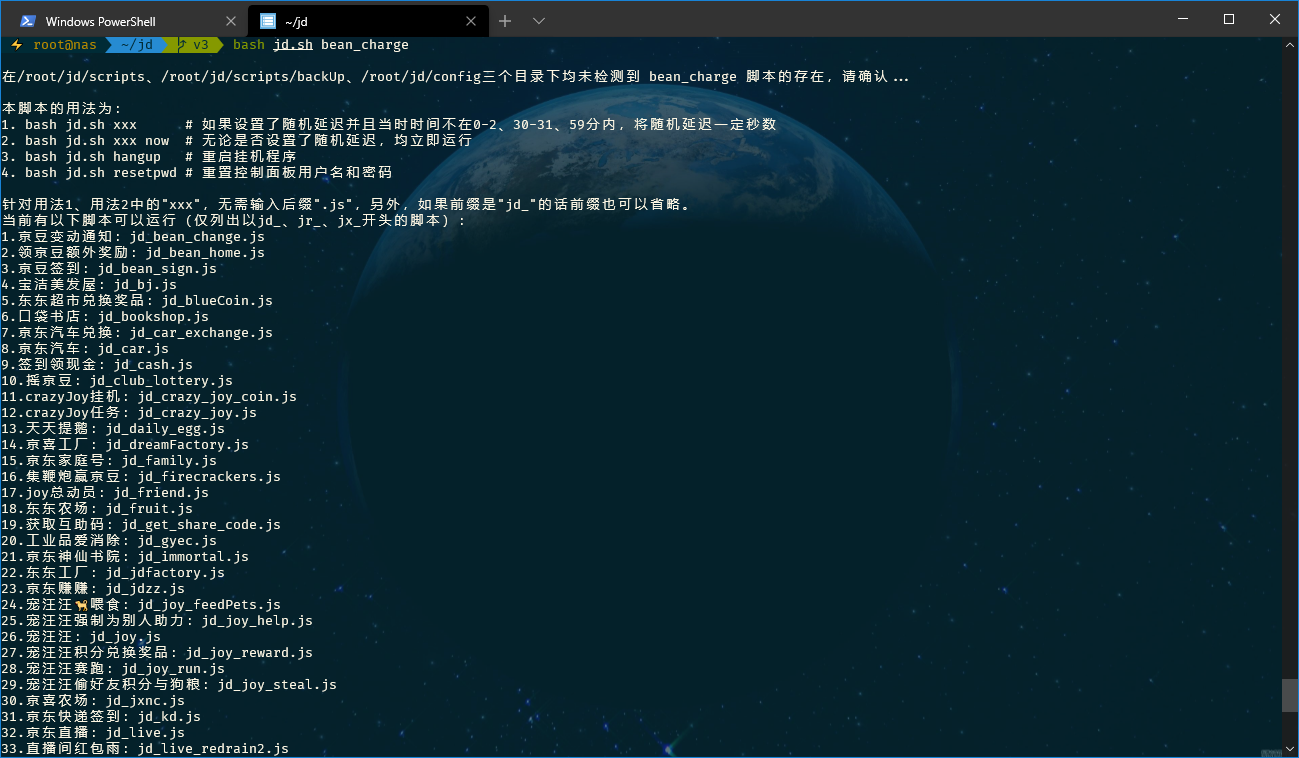 Windows PowerShell
~/jd
root@nas ~/jd v3 bash jd.sh bean_charge
在/root/jd/scripts、/root/jd/scripts/backUp、/root/jd/config三个目录下均未检测到 bean_charge 脚本的存在，请确认...
本脚本的用法为：
1. bash jd.sh xxx # 如果设置了随机延迟并且当时时间不在0-2、30-31、59分内，将随机延迟一定秒数
2. bash jd.sh xxx now # 无论是否设置了随机延迟，均立即运行
3. bash jd.sh hangup # 重启挂机程序
4. bash jd.sh resetpwd # 重置控制面板用户名和密码
针对用法1、用法2中的"xxx"，无需输入后缀".js"，另外，如果前缀是"jd_"的话前缀也可以省略。
当前有以下脚本可以运行（仅列出以jd_、jr_、jx_开头的脚本）：
1.京豆变动通知：jd_bean_change.js
2.领京豆额外奖励：jd_bean_home.js
3.京豆签到：jd_bean_sign.js
4.宝洁美发屋：jd_bj.js
5.东东超市兑换奖品：jd_blueCoin.js
6.口袋书店：jd_bookshop.js
7.京东汽车兑换：jd_car_exchange.js
8.京东汽车：jd_car.js
9.签到领现金：jd_cash.js
10.摇京豆：jd_club_lottery.js
11.crazyJoy挂机：jd_crazy_joy_coin.js
12.crazyJoy任务：jd_crazy_joy.js
13.天天提鹅：jd_daily_egg.js
14.京喜工厂：jd_dreamFactory.js
15.京东家庭号：jd_family.js
16.集鞭炮赢京豆：jd_firecrackers.js
17.joy总动员：jd_friend.js
18.东东农场：jd_fruit.js
19.获取互助码：jd_get_share_code.js
20.工业品爱消除：jd_gyec.js
21.京东神仙书院：jd_immortal.js
22.东东工厂：jd_jdfactory.js
23.京东赚赚：jd_jdzz.js
24.宠汪汪🐕喂食：jd_joy_feedPets.js
25.宠汪汪强制为别人助力：jd_joy_help.js
26.宠汪汪：jd_joy.js
27.宠汪汪积分兑换奖品：jd_joy_reward.js
28.宠汪汪赛跑：jd_joy_run.js
29.宠汪汪偷好友积分与狗粮：jd_joy_steal.js
30.京喜农场：jd_jxnc.js
31.京东快递签到：jd_kd.js
32.京东直播：jd_live.js
33.直播间红包雨：jd_live_redrain2.js